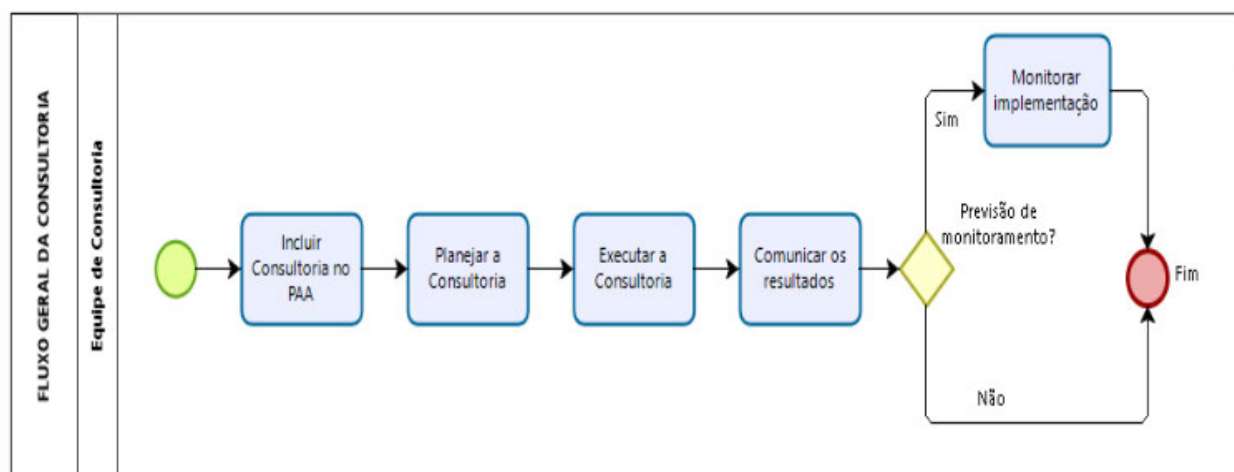 FLUXO GERAL DA CONSULTORIA
Equipe de Consultoria
Incluir
Consultoria no
PAA
Planejar a
Consultoria
Executar a
Consultoria
Comunicar os
resultados
Previsão de
monitoramento?
Sim
Monitorar
implementação
Não
Fim